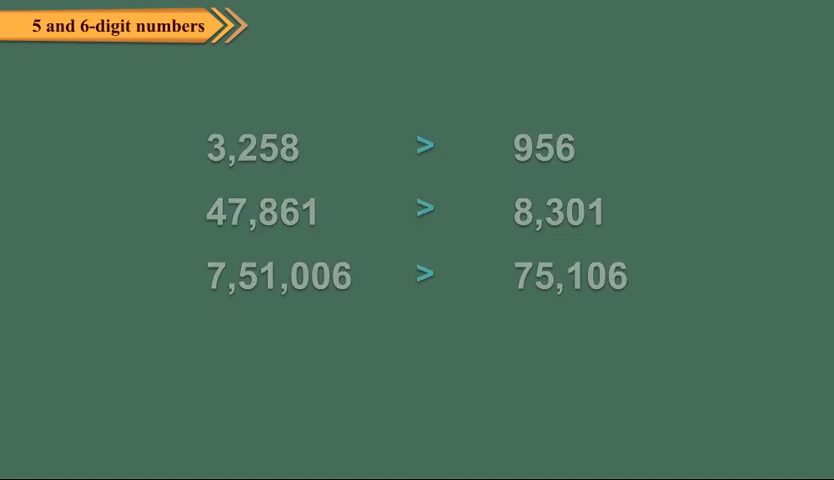 5 and 6-digit numbers
3,258 > 956
47,861 > 8,301
7,51,006 > 75,106